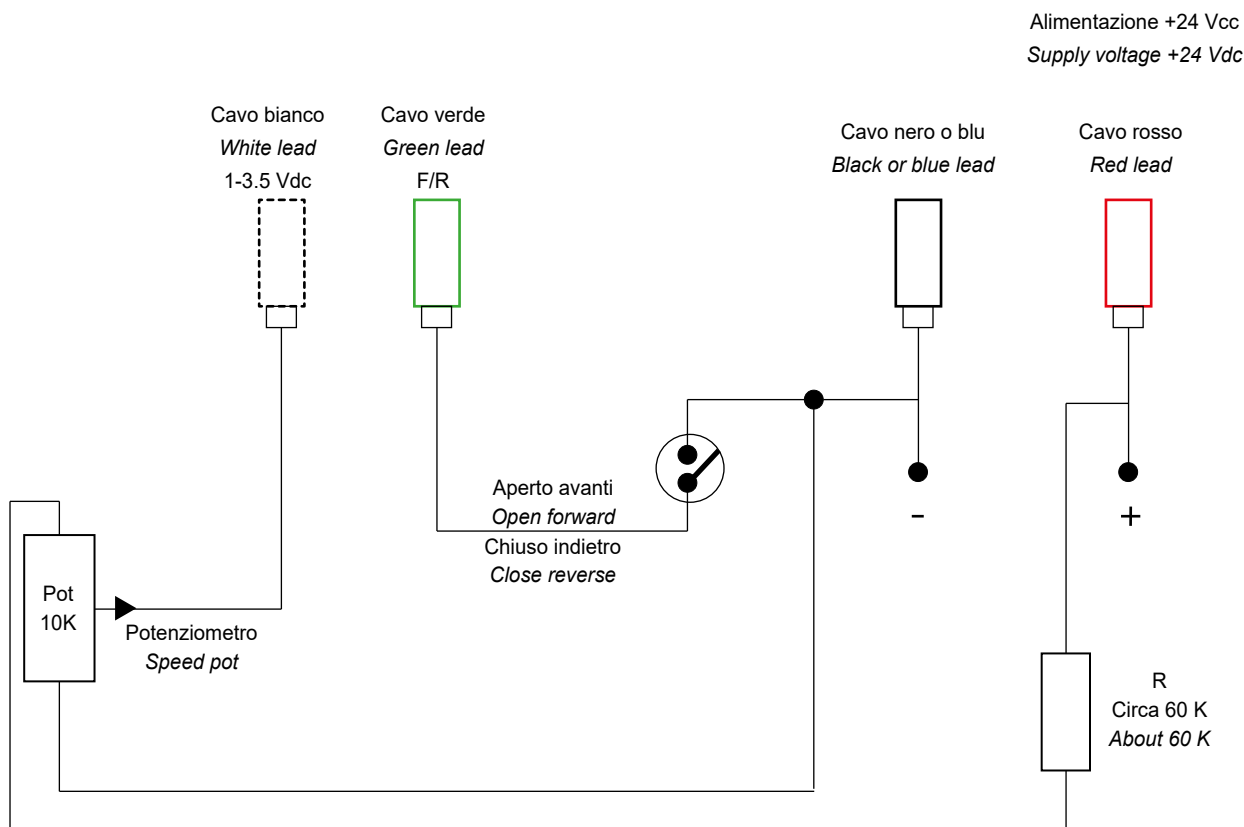 Alimentazione +24 Vcc
Supply voltage +24 Vdc
Cavo bianco
White lead
1-3.5 Vdc
Cavo verde
Green lead
F/R
Cavo nero o blu
Black or blue lead
Cavo rosso
Red lead
Aperto avanti
Open forward
Chiuso indietro
Close reverse
-
+
Pot
10K
Potenziometro
Speed pot
R
Circa 60 K
About 60 K